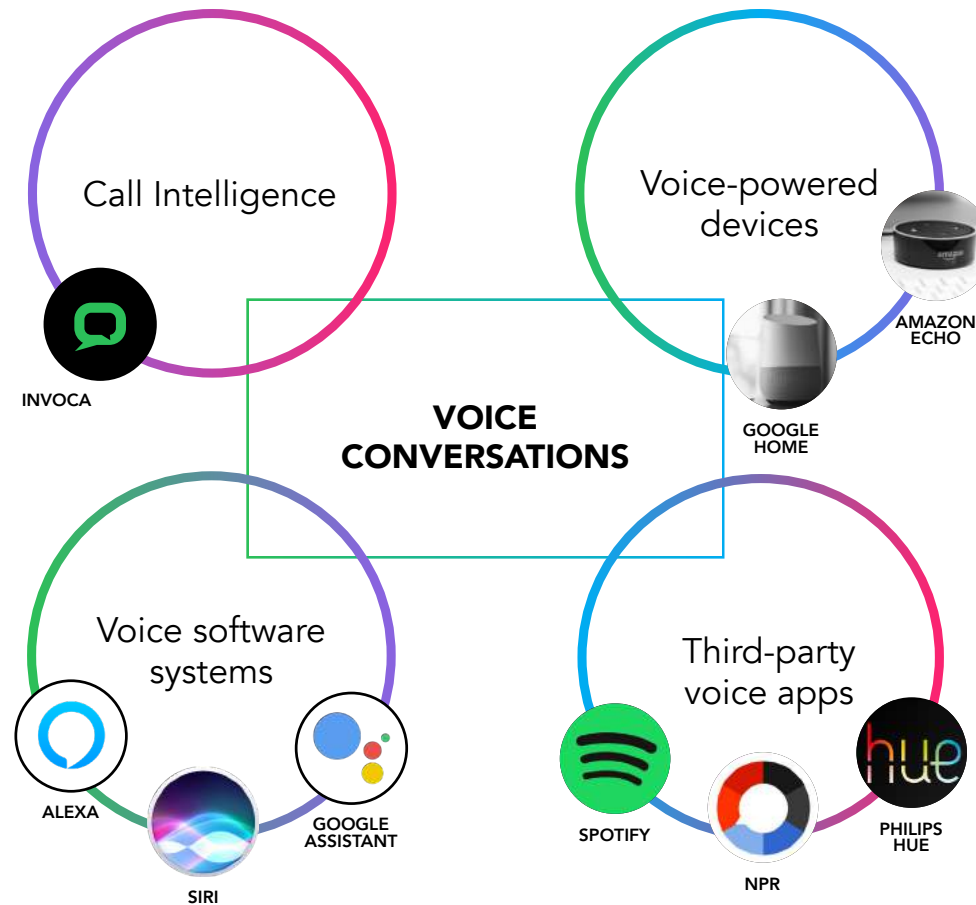 Call Intelligence
INVOCA
Voice-powered
devices
amazon
AMAZON
ECHO
GOOGLE
HOME
VOICE
CONVERSATIONS
Voice software
systems
ALEXA
SIRI
GOOGLE
ASSISTANT
Third-party
voice apps
SPOTIFY
NPR
hue
PHILIPS
HUE